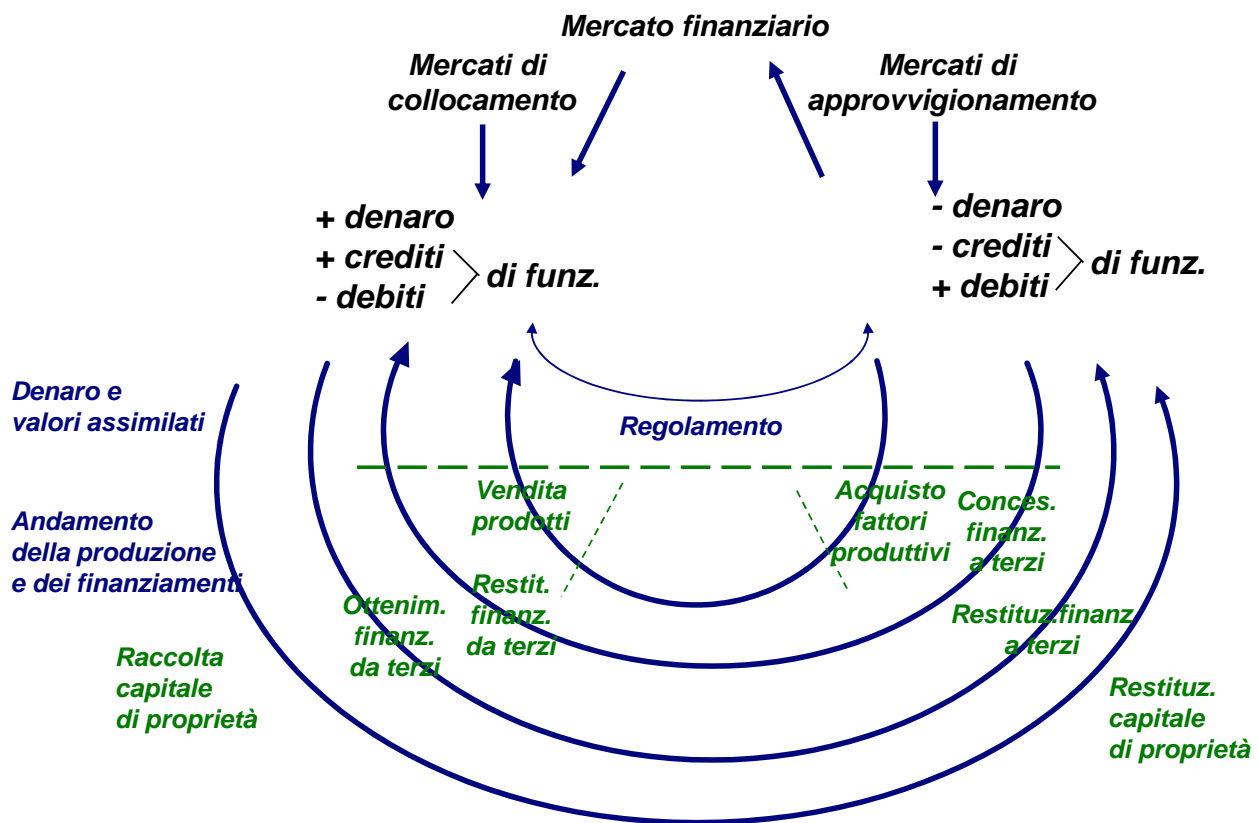 Mercato finanziario
Mercati di
collocamento
Mercati di
approvvigionamento
+ denaro
+ crediti
- debiti
di funz.
- denaro
- crediti
+ debiti
di funz.
Denaro e
valori assimilati
Regolamento
Andamento
della produzione
e dei finanziamenti
Vendita
prodotti
Acquisto
fattori
produttivi
Conces.
finanz.
a terzi
Ottenim.
finanz.
da terzi
Restit.
finanz.
da terzi
Restituz.finanz.
a terzi
Raccolta
capitale
di proprietà
Restituz.
capitale
di proprietà